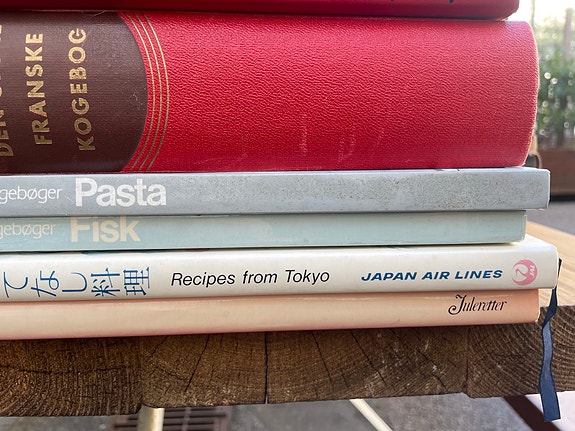 FRANSKE
KOGEBOG
gebøger Pasta
gebøger Fisk
てなし料理 Recipes from Tokyo JAPAN AIR LINES
Juleretter